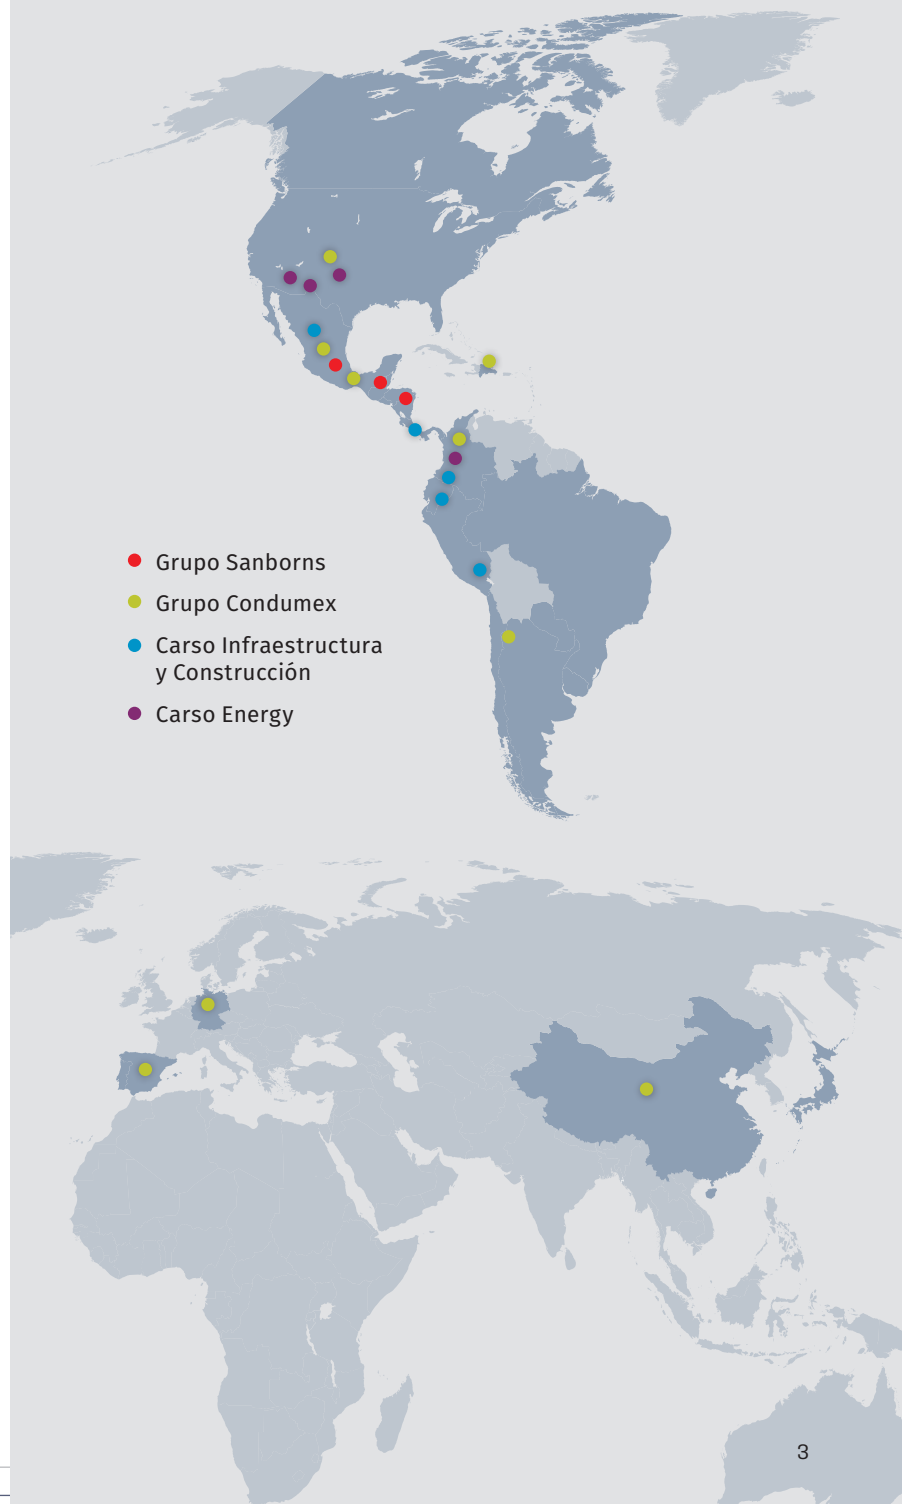 Grupo Sanborns
Grupo Condumex
Carso Infraestructura
y Construcción
Carso Energy
3